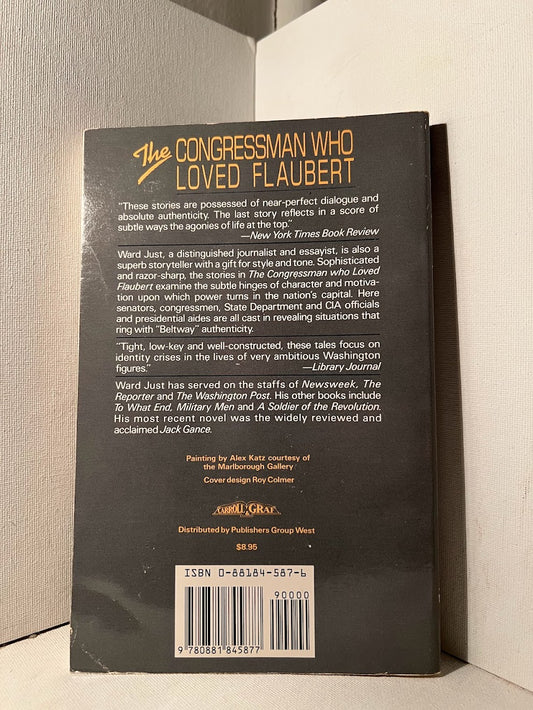 The CONGRESSMAN WHO
LOVED FLAUBERT
"These stories are possessed of near-perfect dialogue and
absolute authenticity. The last story reflects in a score of
subtle ways the agonies of life at the top."
—New York Times Book Review
Ward Just, a distinguished journalist and essayist, is also a
superb storyteller with a gift for style and tone. Sophisticated
and razor-sharp, the stories in The Congressman who Loved
Flaubert examine the subtle hinges of character and motiva-
tion upon which power turns in the nation's capital. Here
senators, congressmen, State Department and CIA officials
and presidential aides are all cast in revealing situations that
ring with "Beltway" authenticity.
"Tight, low-key and well-constructed, these tales focus on
identity crises in the lives of very ambitious Washington
figures."
—Library Journal
Ward Just has served on the staffs of Newsweek, The
Reporter and The Washington Post. His other books include
To What End, Military Men and A Soldier of the Revolution.
His most recent novel was the widely reviewed and
acclaimed Jack Gance.
Painting by Alex Katz courtesy of
the Marlborough Gallery
Cover design Roy Colmer
CARROLL & GRAF
Distributed by Publishers Group West
$8.95
ISBN 0-88184-587-6
90000
9 780881 845877